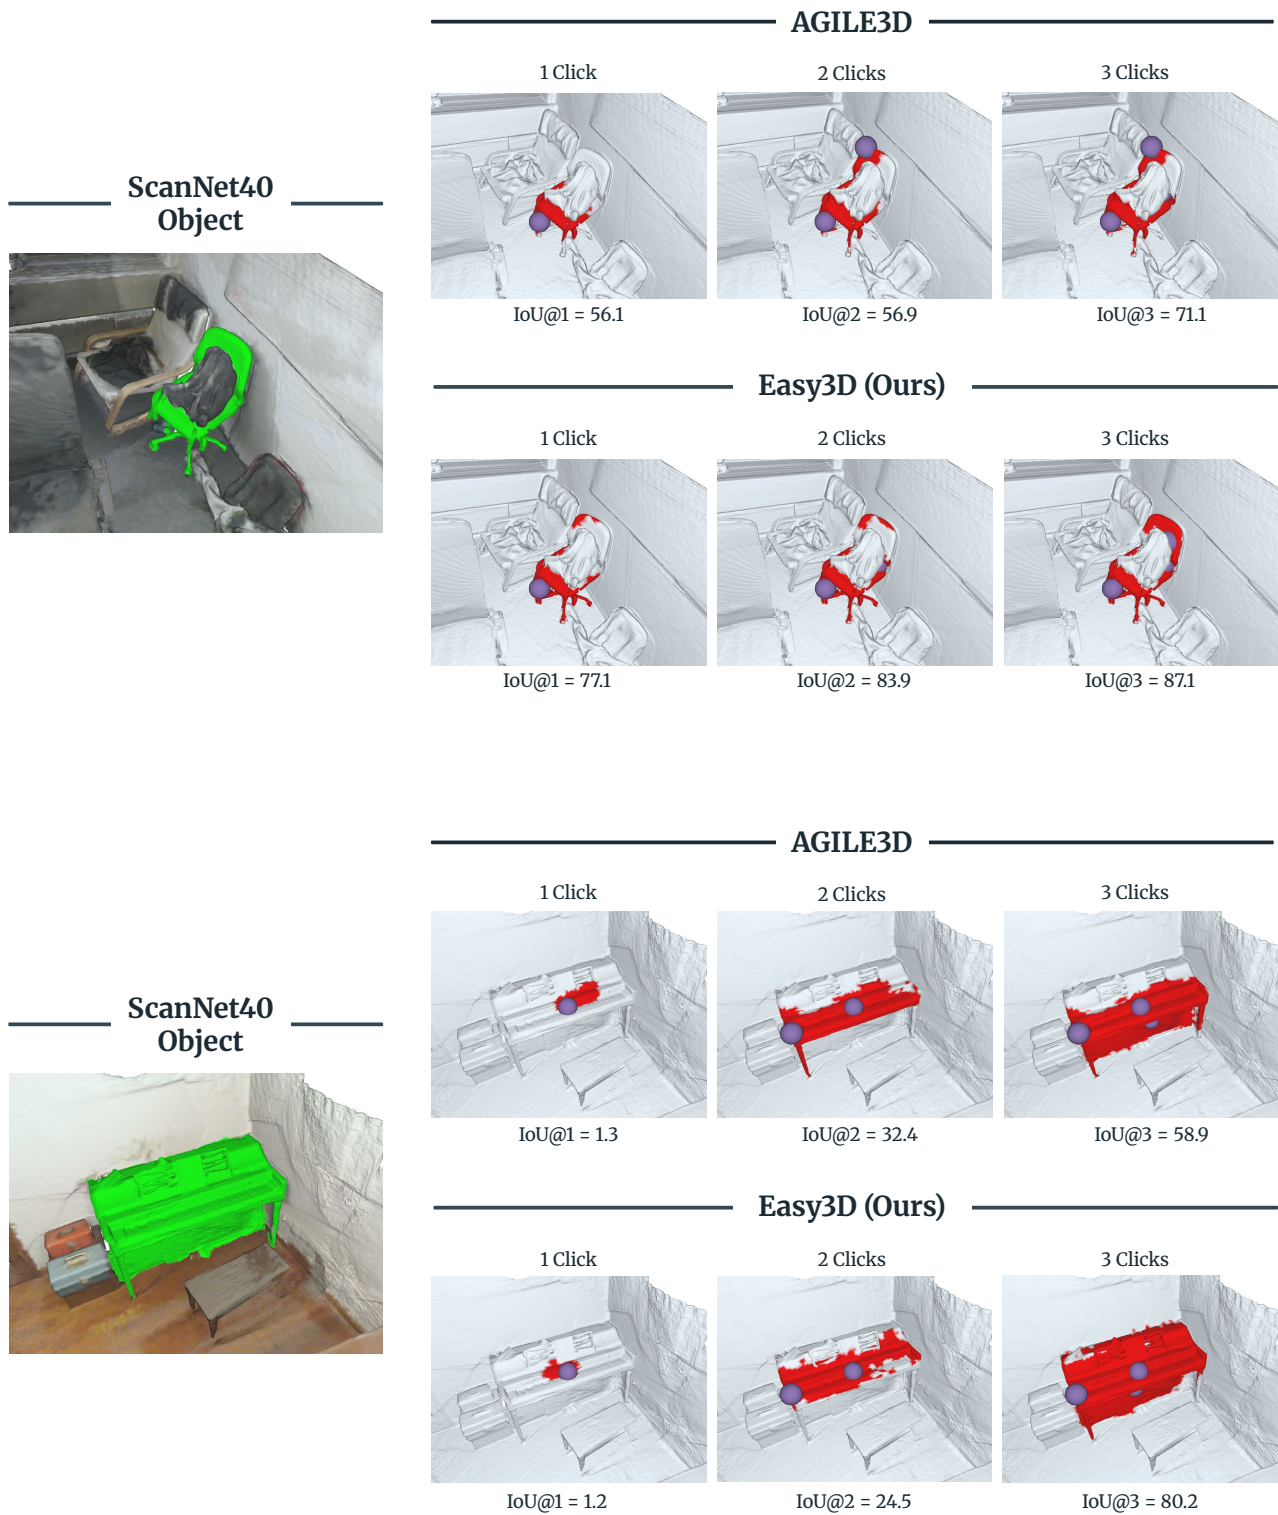 AGILE3D
1 Click
2 Clicks
3 Clicks
ScanNet40
Object
IoU@1 = 56.1
IoU@2 = 56.9
IoU@3 = 71.1
Easy3D (Ours)
1 Click
2 Clicks
3 Clicks
IoU@1 = 77.1
IoU@2 = 83.9
IoU@3 = 87.1
AGILE3D
1 Click
2 Clicks
3 Clicks
ScanNet40
Object
IoU@1 = 1.3
IoU@2 = 32.4
IoU@3 = 58.9
Easy3D (Ours)
1 Click
2 Clicks
3 Clicks
IoU@1 = 1.2
IoU@2 = 24.5
IoU@3 = 80.2